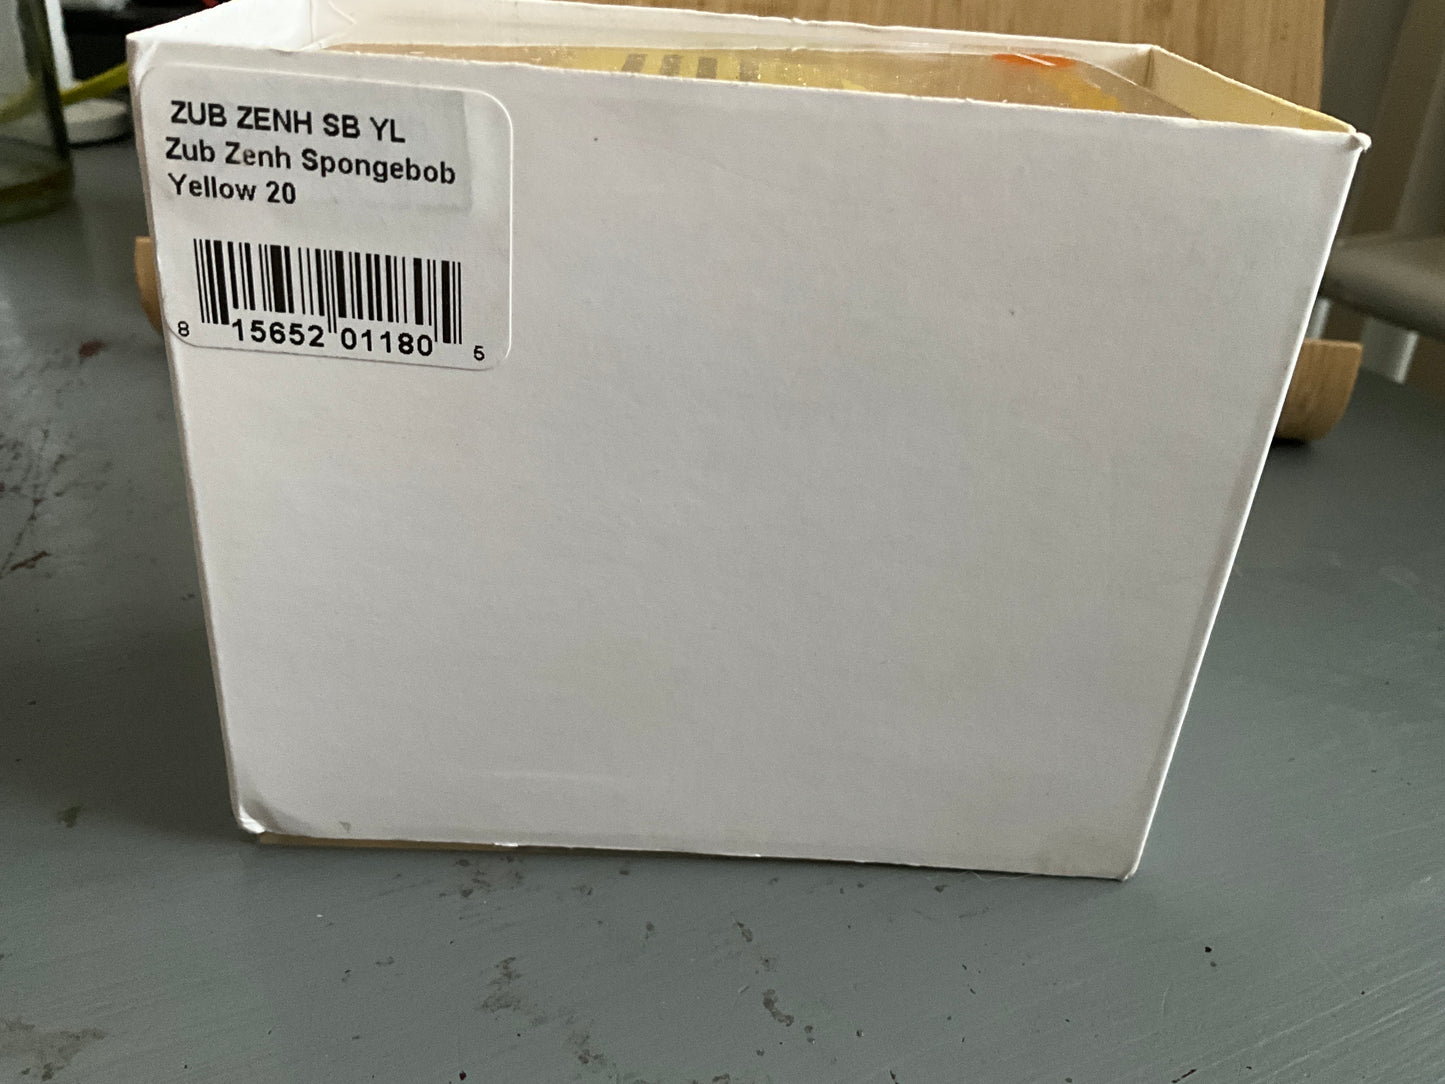 ZUB ZENH SB YL
Zub Zenh Spongebob
Yellow 20
8 15652 01180 5